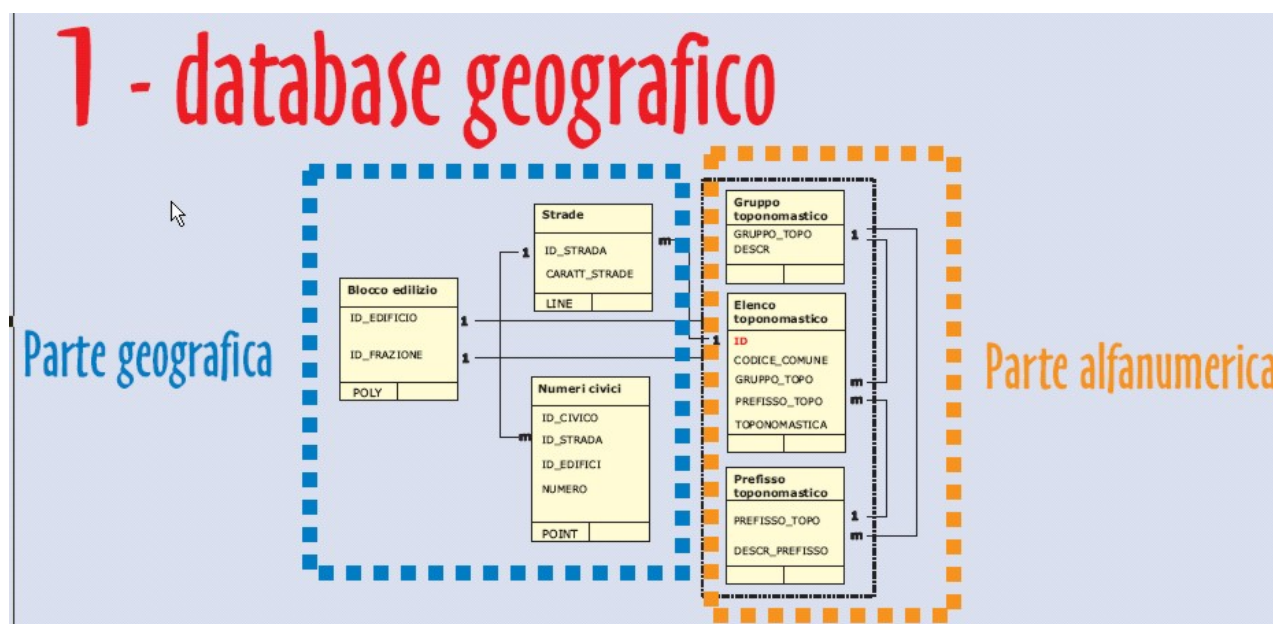 1 - database geografico
Parte geografica
Blocco edilizio
ID_EDIFICIO
1
ID_FRAZIONE
1
POLY
Strade
m
1
ID_STRADA
CARATT_STRADE
LINE
Numeri civici
ID_CIVICO
m
ID_STRADA
ID_EDIFICI
NUMERO
POINT
Gruppo
toponomastico
GRUPPO_TOPO
1
DESCR
Elenco
toponomastico
1
ID
CODICE_COMUNE
GRUPPO_TOPO
m
PREFISSO_TOPO
m
TOPONOMASTICA
Prefisso
toponomastico
PREFISSO_TOPO
1
m
DESCR_PREFISSO
Parte alfanumerica